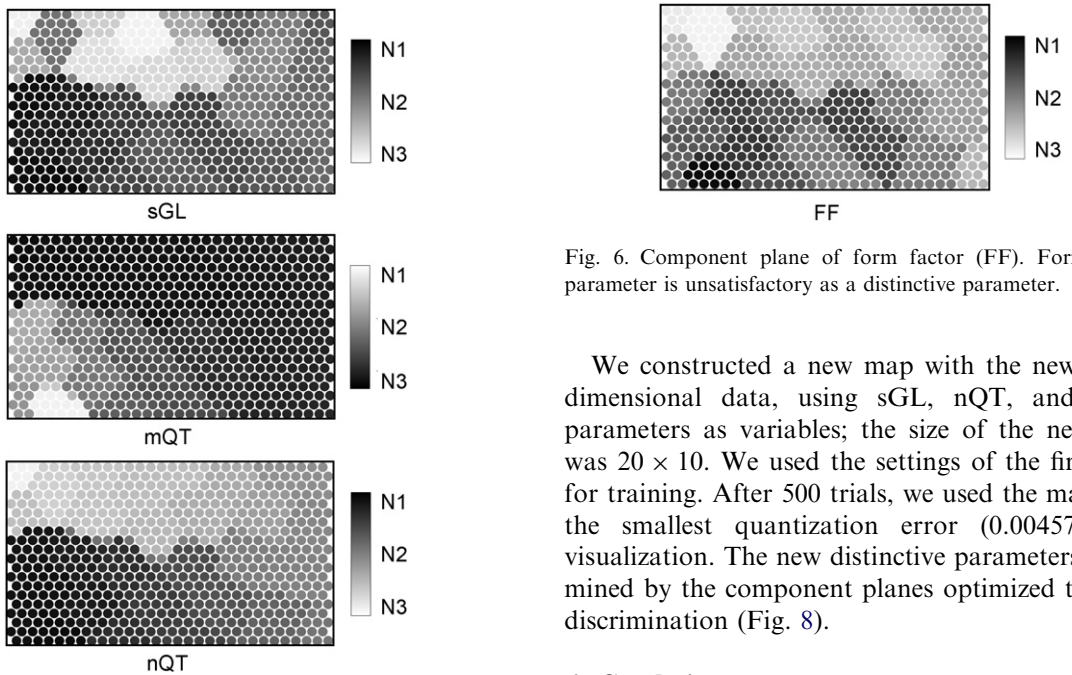 N1
N2
N3
sGL
N1
N2
N3
mQT
N1
N2
N3
nQT
N1
N2
N3
FF
Fig. 6. Component plane of form factor (FF). For
parameter is unsatisfactory as a distinctive parameter.
We constructed a new map with the new
dimensional data, using sGL, nQT, and
parameters as variables; the size of the ne
was 20 × 10. We used the settings of the fir
for training. After 500 trials, we used the ma
the smallest quantization error (0.00457
visualization. The new distinctive parameters
mined by the component planes optimized t
discrimination (Fig. 8).